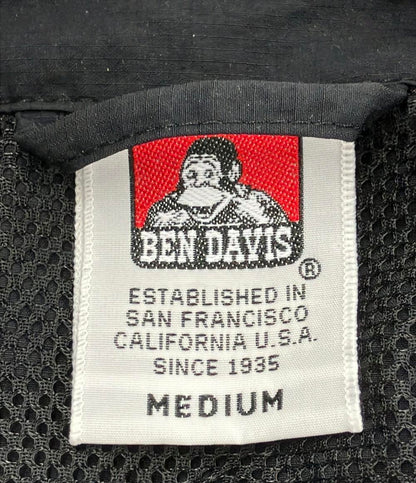 BEN DAVIS
®
ESTABLISHED IN
SAN FRANCISCO
CALIFORNIA U.S.A.
SINCE 1935
MEDIUM